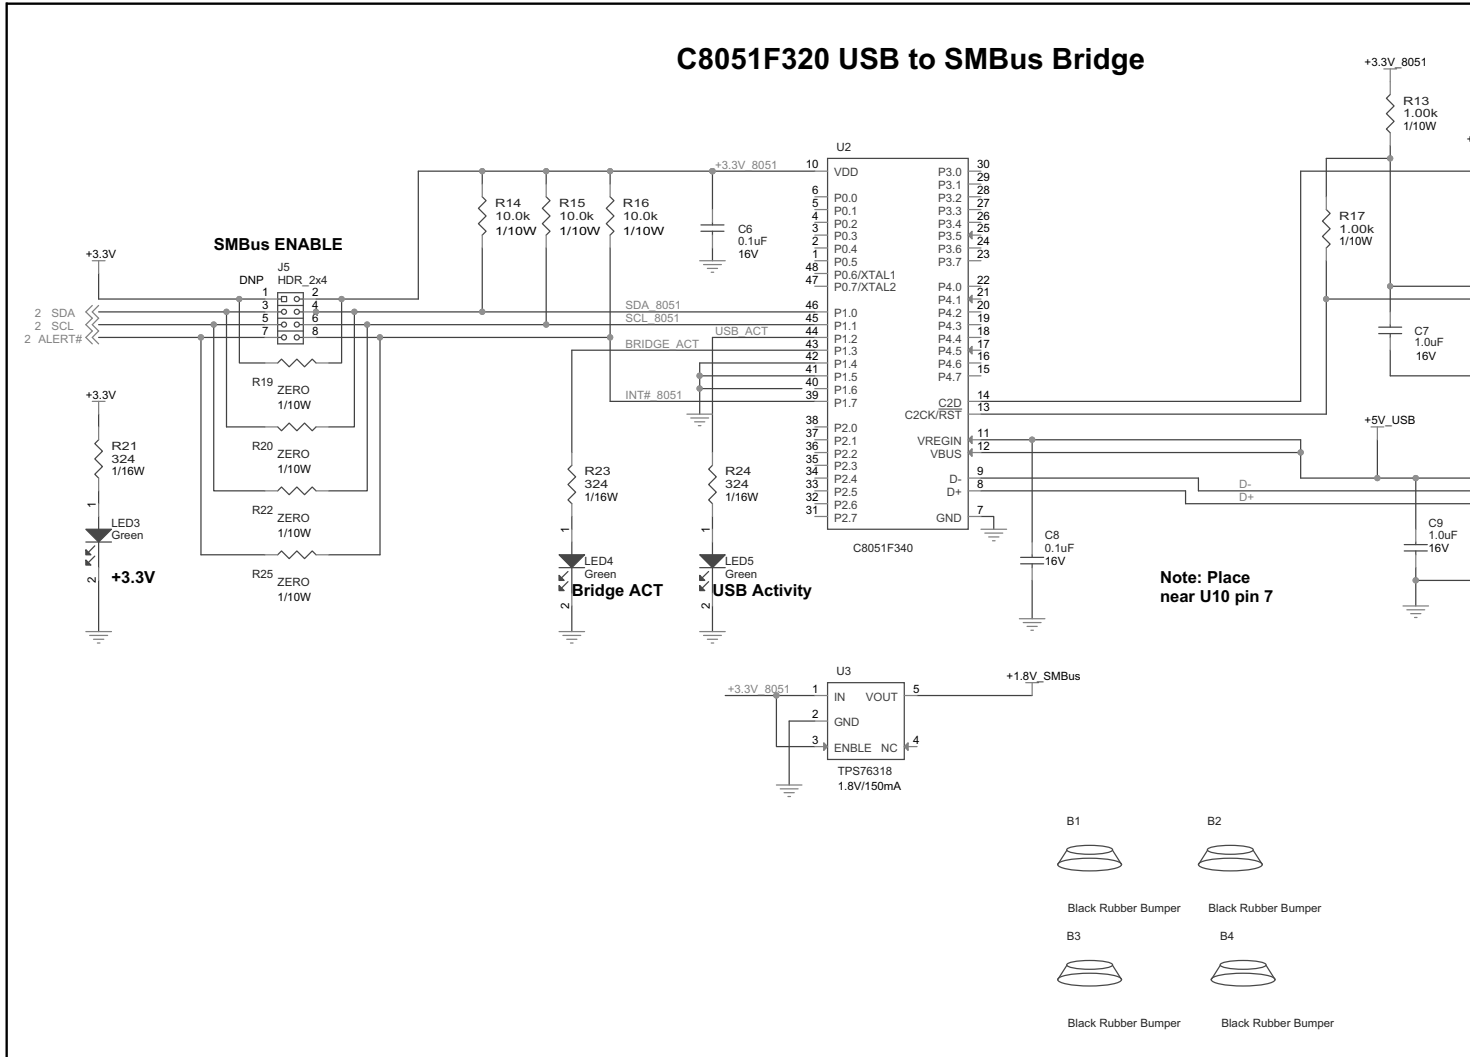 C8051F320 USB to SMBus Bridge
+3.3V_8051
R13
1.00k
1/10W
+
R17
1.00k
1/10W
C7
1.0uF
16V
SMBus ENABLE
+3.3V
J5
DNP
HDR_2x4
1
2
3
4
5
6
7
8
2 SDA
2 SCL
2 ALERT#
R19
ZERO
1/10W
R20
ZERO
1/10W
R22
ZERO
1/10W
R25
ZERO
1/10W
+3.3V
R21
324
1/16W
1
LED3
Green
2
+3.3V
R14
10.0k
1/10W
R15
10.0k
1/10W
R16
10.0k
1/10W
+3.3V_8051
C6
0.1uF
16V
SDA_8051
SCL_8051
USB_ACT
BRIDGE_ACT
INT#_8051
R23
324
1/16W
1
LED4
Green
2
Bridge ACT
R24
324
1/16W
1
LED5
Green
2
USB Activity
U2
10 VDD
6 P0.0
5 P0.1
4 P0.2
3 P0.3
2 P0.4
1 P0.5
48 P0.6/XTAL1
47 P0.7/XTAL2
46 P1.0
45 P1.1
44 P1.2
43 P1.3
42 P1.4
41 P1.5
40 P1.6
39 P1.7
38 P2.0
37 P2.1
36 P2.2
35 P2.3
34 P2.4
33 P2.5
32 P2.6
31 P2.7
P3.0 30
P3.1 29
P3.2 28
P3.3 27
P3.4 26
P3.5 25
P3.6 24
P3.7 23
P4.0 22
P4.1 21
P4.2 20
P4.3 19
P4.4 18
P4.5 17
P4.6 16
P4.7 15
C2D 14
C2CK/RST 13
VREGIN 11
VBUS 12
D- 9
D+ 8
GND 7
C8051F340
D-
D+
+5V_USB
C8
0.1uF
16V
C9
1.0uF
16V
Note: Place
near U10 pin 7
U3
+3.3V_8051
1 IN
2 GND
3 ENBLE
VOUT 5
NC 4
+1.8V_SMBus
TPS76318
1.8V/150mA
B1
Black Rubber Bumper
B2
Black Rubber Bumper
B3
Black Rubber Bumper
B4
Black Rubber Bumper